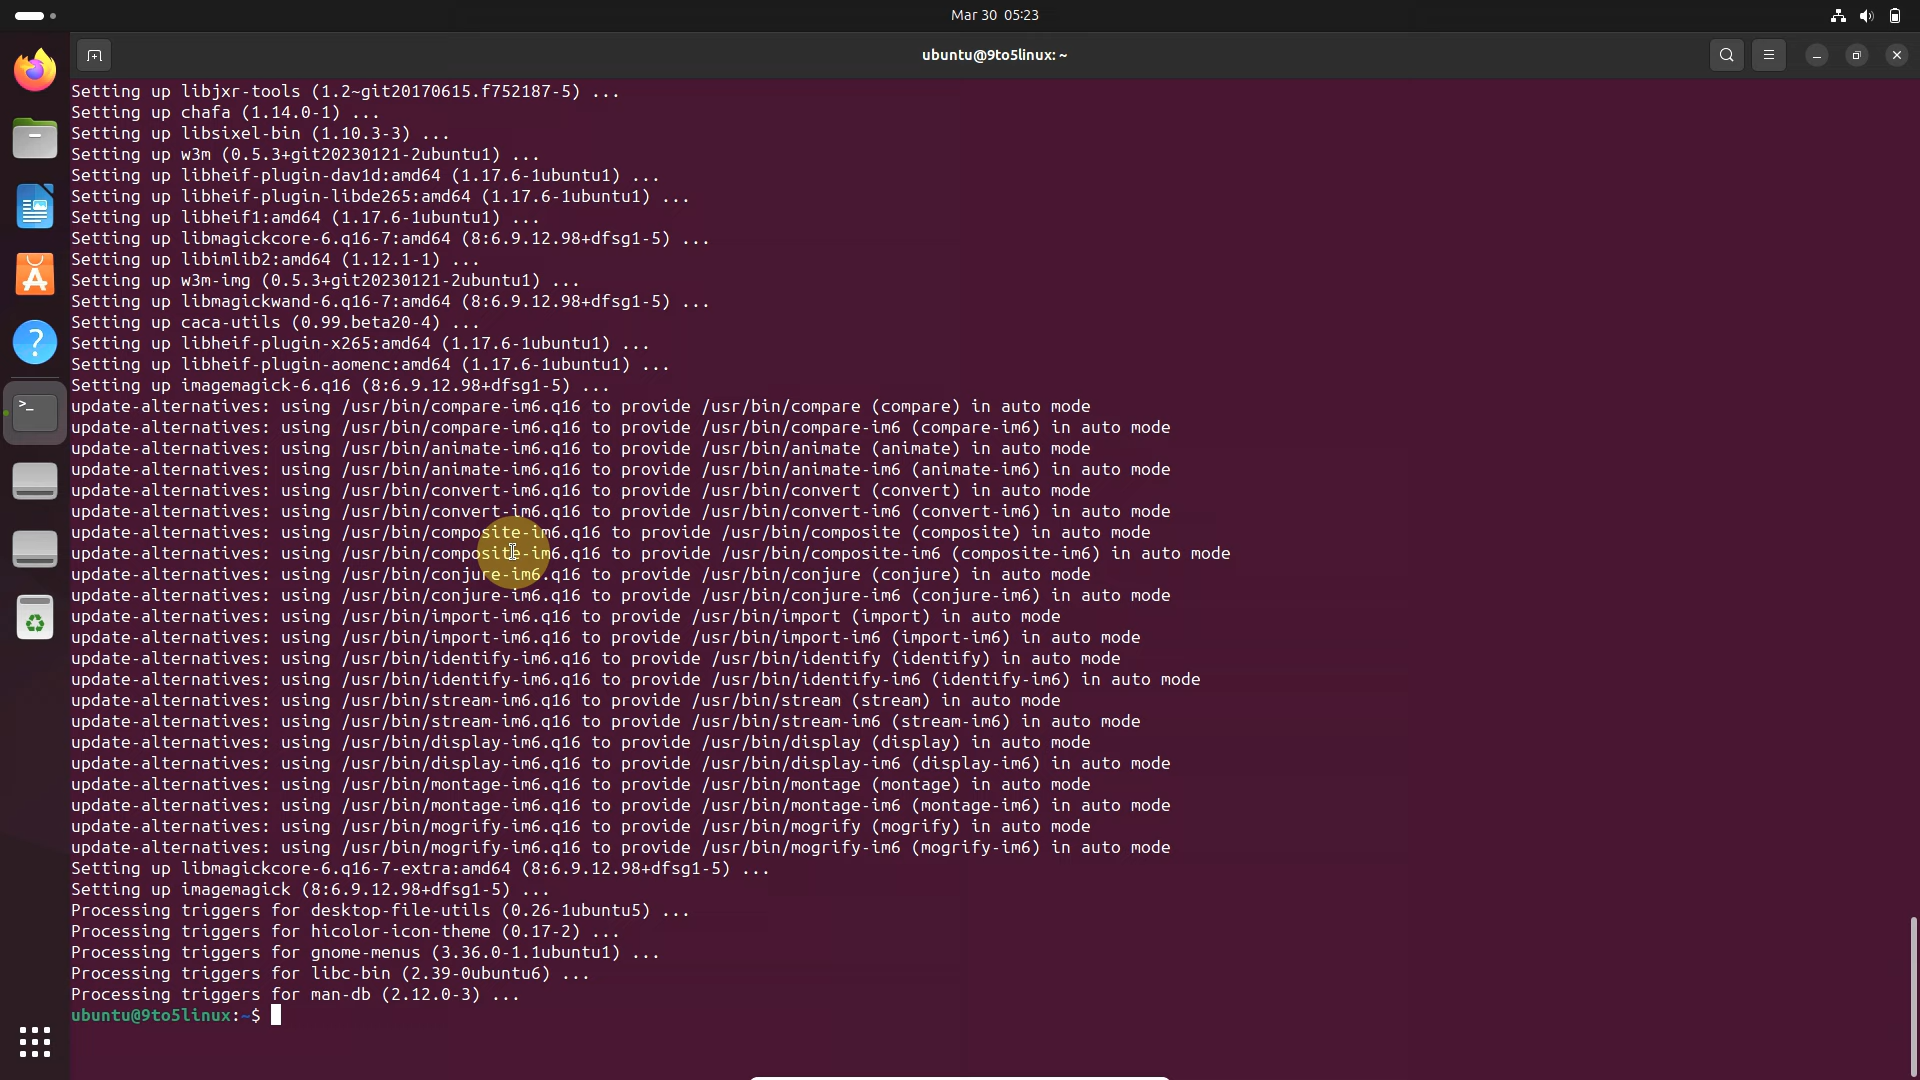 Mar 30 05:23
ubuntu@9to5linux: ~
Setting up libjxr-tools (1.2~git20170615.f752187-5) ...
Setting up chafa (1.14.0-1) ...
Setting up libsixel-bin (1.10.3-3) ...
Setting up w3m (0.5.3+git20230121-2ubuntu1) ...
Setting up libheif-plugin-dav1d:amd64 (1.17.6-1ubuntu1) ...
Setting up libheif-plugin-libde265:amd64 (1.17.6-1ubuntu1) ...
Setting up libheif1:amd64 (1.17.6-1ubuntu1) ...
Setting up libmagickcore-6.q16-7:amd64 (8:6.9.12.98+dfsg1-5) ...
Setting up libimlib2:amd64 (1.12.1-1) ...
Setting up w3m-img (0.5.3+git20230121-2ubuntu1) ...
Setting up libmagickwand-6.q16-7:amd64 (8:6.9.12.98+dfsg1-5) ...
Setting up caca-utils (0.99.beta20-4) ...
Setting up libheif-plugin-x265:amd64 (1.17.6-1ubuntu1) ...
Setting up libheif-plugin-aomenc:amd64 (1.17.6-1ubuntu1) ...
Setting up imagemagick-6.q16 (8:6.9.12.98+dfsg1-5) ...
update-alternatives: using /usr/bin/compare-im6.q16 to provide /usr/bin/compare (compare) in auto mode
update-alternatives: using /usr/bin/compare-im6.q16 to provide /usr/bin/compare-im6 (compare-im6) in auto mode
update-alternatives: using /usr/bin/animate-im6.q16 to provide /usr/bin/animate (animate) in auto mode
update-alternatives: using /usr/bin/animate-im6.q16 to provide /usr/bin/animate-im6 (animate-im6) in auto mode
update-alternatives: using /usr/bin/convert-im6.q16 to provide /usr/bin/convert (convert) in auto mode
update-alternatives: using /usr/bin/convert-im6.q16 to provide /usr/bin/convert-im6 (convert-im6) in auto mode
update-alternatives: using /usr/bin/composite-im6.q16 to provide /usr/bin/composite (composite) in auto mode
update-alternatives: using /usr/bin/composite-im6.q16 to provide /usr/bin/composite-im6 (composite-im6) in auto mode
update-alternatives: using /usr/bin/conjure-im6.q16 to provide /usr/bin/conjure (conjure) in auto mode
update-alternatives: using /usr/bin/conjure-im6.q16 to provide /usr/bin/conjure-im6 (conjure-im6) in auto mode
update-alternatives: using /usr/bin/import-im6.q16 to provide /usr/bin/import (import) in auto mode
update-alternatives: using /usr/bin/import-im6.q16 to provide /usr/bin/import-im6 (import-im6) in auto mode
update-alternatives: using /usr/bin/identify-im6.q16 to provide /usr/bin/identify (identify) in auto mode
update-alternatives: using /usr/bin/identify-im6.q16 to provide /usr/bin/identify-im6 (identify-im6) in auto mode
update-alternatives: using /usr/bin/stream-im6.q16 to provide /usr/bin/stream (stream) in auto mode
update-alternatives: using /usr/bin/stream-im6.q16 to provide /usr/bin/stream-im6 (stream-im6) in auto mode
update-alternatives: using /usr/bin/display-im6.q16 to provide /usr/bin/display (display) in auto mode
update-alternatives: using /usr/bin/display-im6.q16 to provide /usr/bin/display-im6 (display-im6) in auto mode
update-alternatives: using /usr/bin/montage-im6.q16 to provide /usr/bin/montage (montage) in auto mode
update-alternatives: using /usr/bin/montage-im6.q16 to provide /usr/bin/montage-im6 (montage-im6) in auto mode
update-alternatives: using /usr/bin/mogrify-im6.q16 to provide /usr/bin/mogrify (mogrify) in auto mode
update-alternatives: using /usr/bin/mogrify-im6.q16 to provide /usr/bin/mogrify-im6 (mogrify-im6) in auto mode
Setting up libmagickcore-6.q16-7-extra:amd64 (8:6.9.12.98+dfsg1-5) ...
Setting up imagemagick (8:6.9.12.98+dfsg1-5) ...
Processing triggers for desktop-file-utils (0.26-1ubuntu5) ...
Processing triggers for hicolor-icon-theme (0.17-2) ...
Processing triggers for gnome-menus (3.36.0-1.1ubuntu1) ...
Processing triggers for libc-bin (2.39-0ubuntu6) ...
Processing triggers for man-db (2.12.0-3) ...
ubuntu@9to5linux:~$